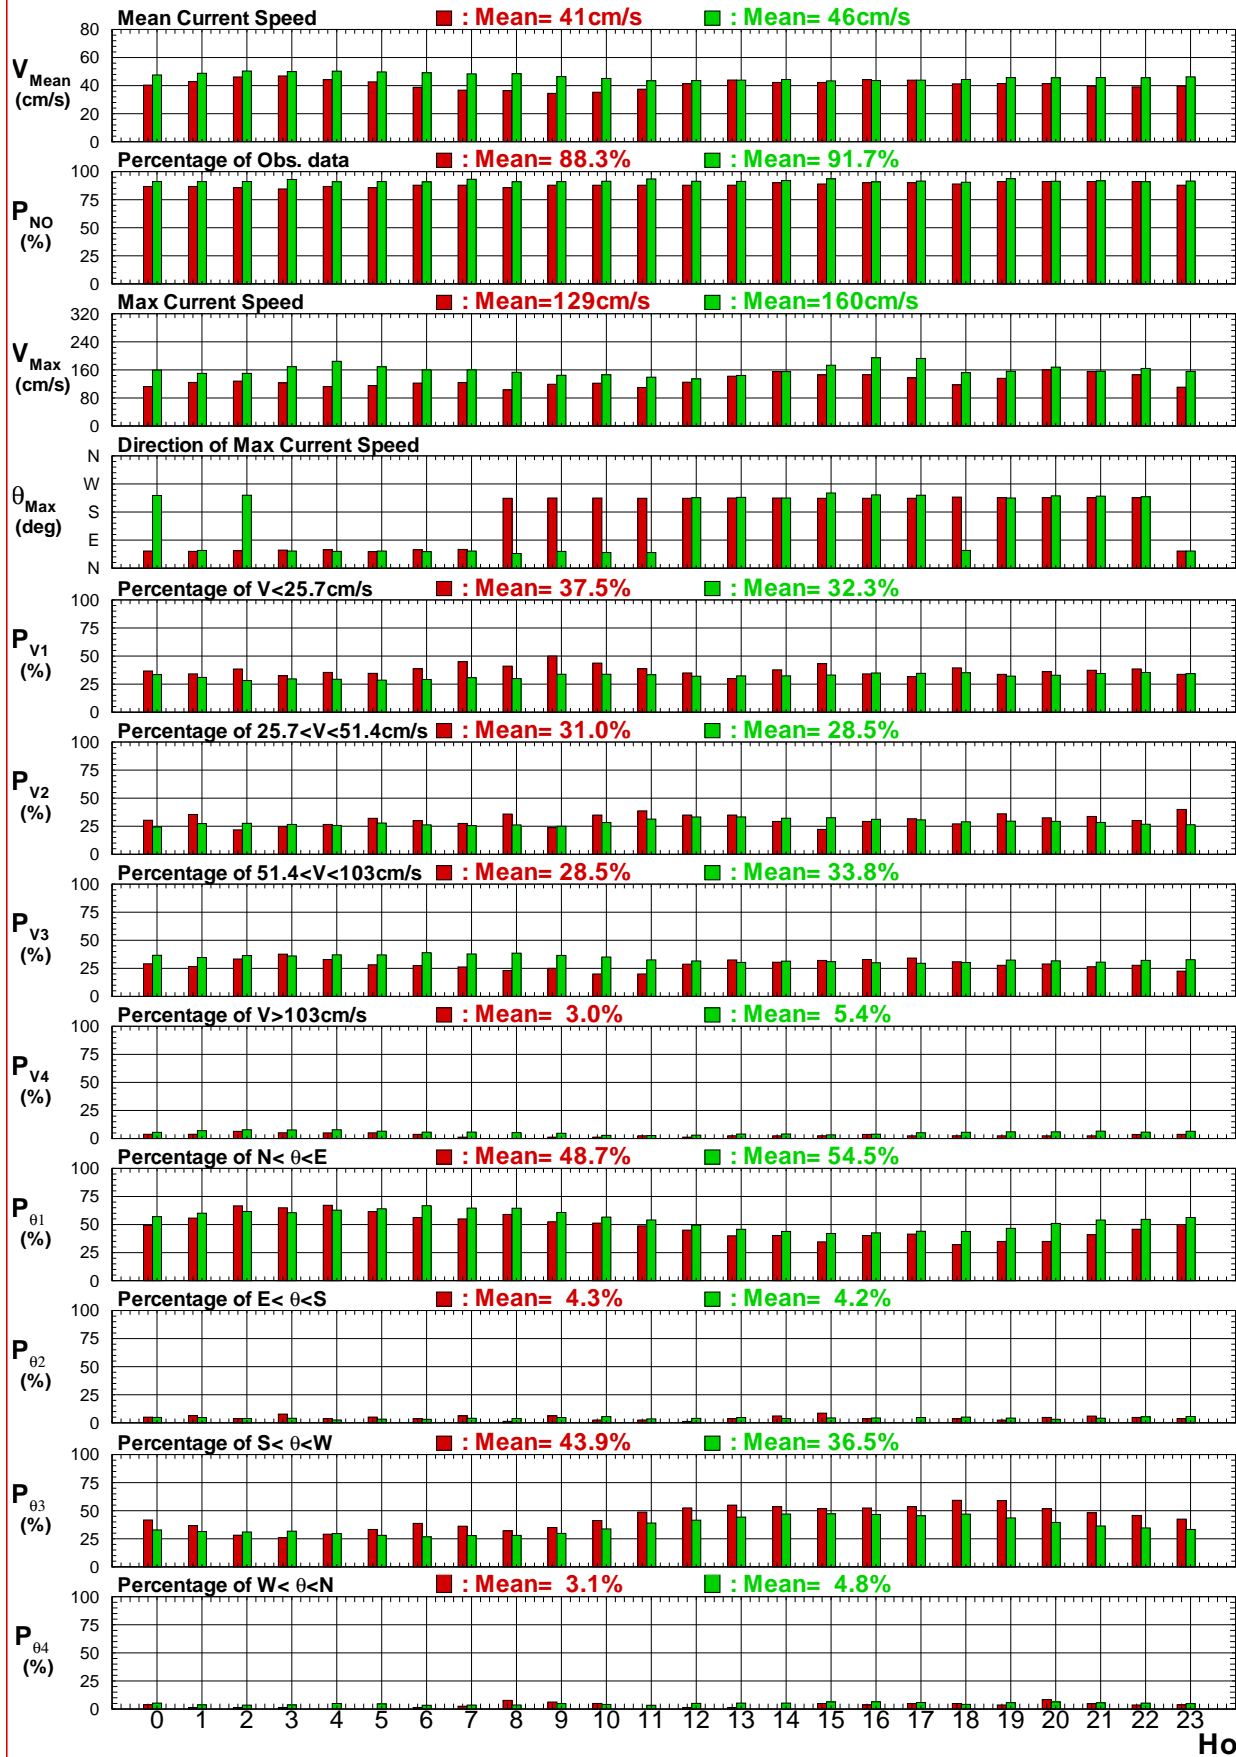 Mean Current Speed : Mean= 41cm/s : Mean= 46cm/s
80
60
40
20
0
V Mean
(cm/s)
Percentage of Obs. data : Mean= 88.3% : Mean= 91.7%
100
75
50
25
0
P NO
(%)
Max Current Speed : Mean=129cm/s : Mean=160cm/s
320
240
160
80
0
V Max
(cm/s)
Direction of Max Current Speed
N
W
S
E
N
θ Max
(deg)
Percentage of V<25.7cm/s : Mean= 37.5% : Mean= 32.3%
100
75
50
25
0
P V1
(%)
Percentage of 25.7<V<51.4cm/s : Mean= 31.0% : Mean= 28.5%
100
75
50
25
0
P V2
(%)
Percentage of 51.4<V<103cm/s : Mean= 28.5% : Mean= 33.8%
100
75
50
25
0
P V3
(%)
Percentage of V>103cm/s : Mean= 3.0% : Mean= 5.4%
100
75
50
25
0
P V4
(%)
Percentage of N< θ<E : Mean= 48.7% : Mean= 54.5%
100
75
50
25
0
P θ1
(%)
Percentage of E< θ<S : Mean= 4.3% : Mean= 4.2%
100
75
50
25
0
P θ2
(%)
Percentage of S< θ<W : Mean= 43.9% : Mean= 36.5%
100
75
50
25
0
P θ3
(%)
Percentage of W< θ<N : Mean= 3.1% : Mean= 4.8%
100
75
50
25
0
P θ4
(%)
0 1 2 3 4 5 6 7 8 9 10 11 12 13 14 15 16 17 18 19 20 21 22 23
Ho